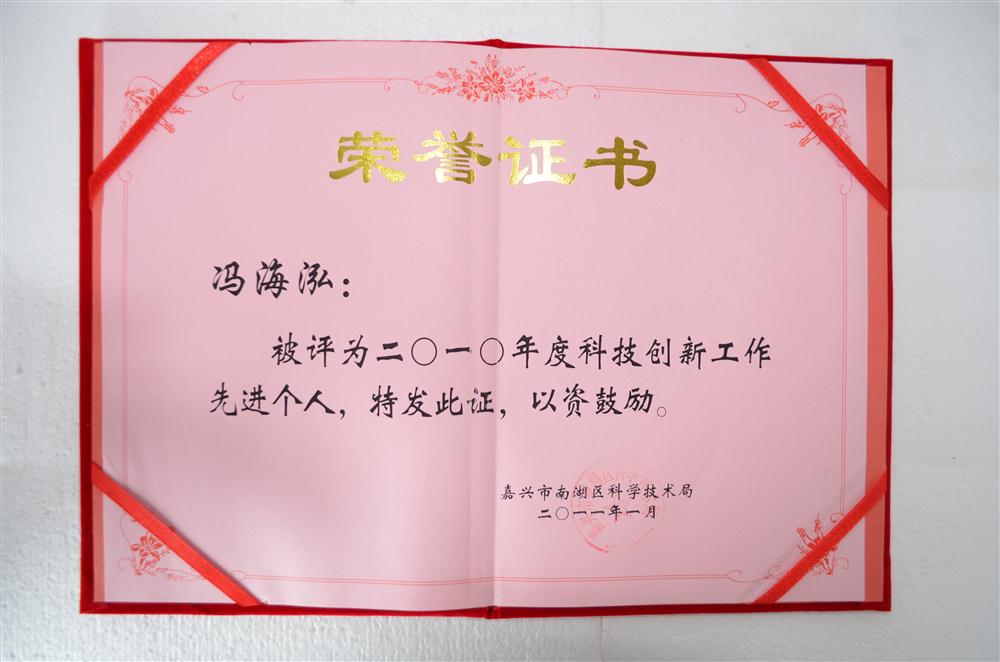 荣誉证书
冯海泓：
被评为二〇一〇年度科技创新工作
先进个人，特发此证，以资鼓励。
嘉兴市南湖区科学技术局
二〇一一年一月